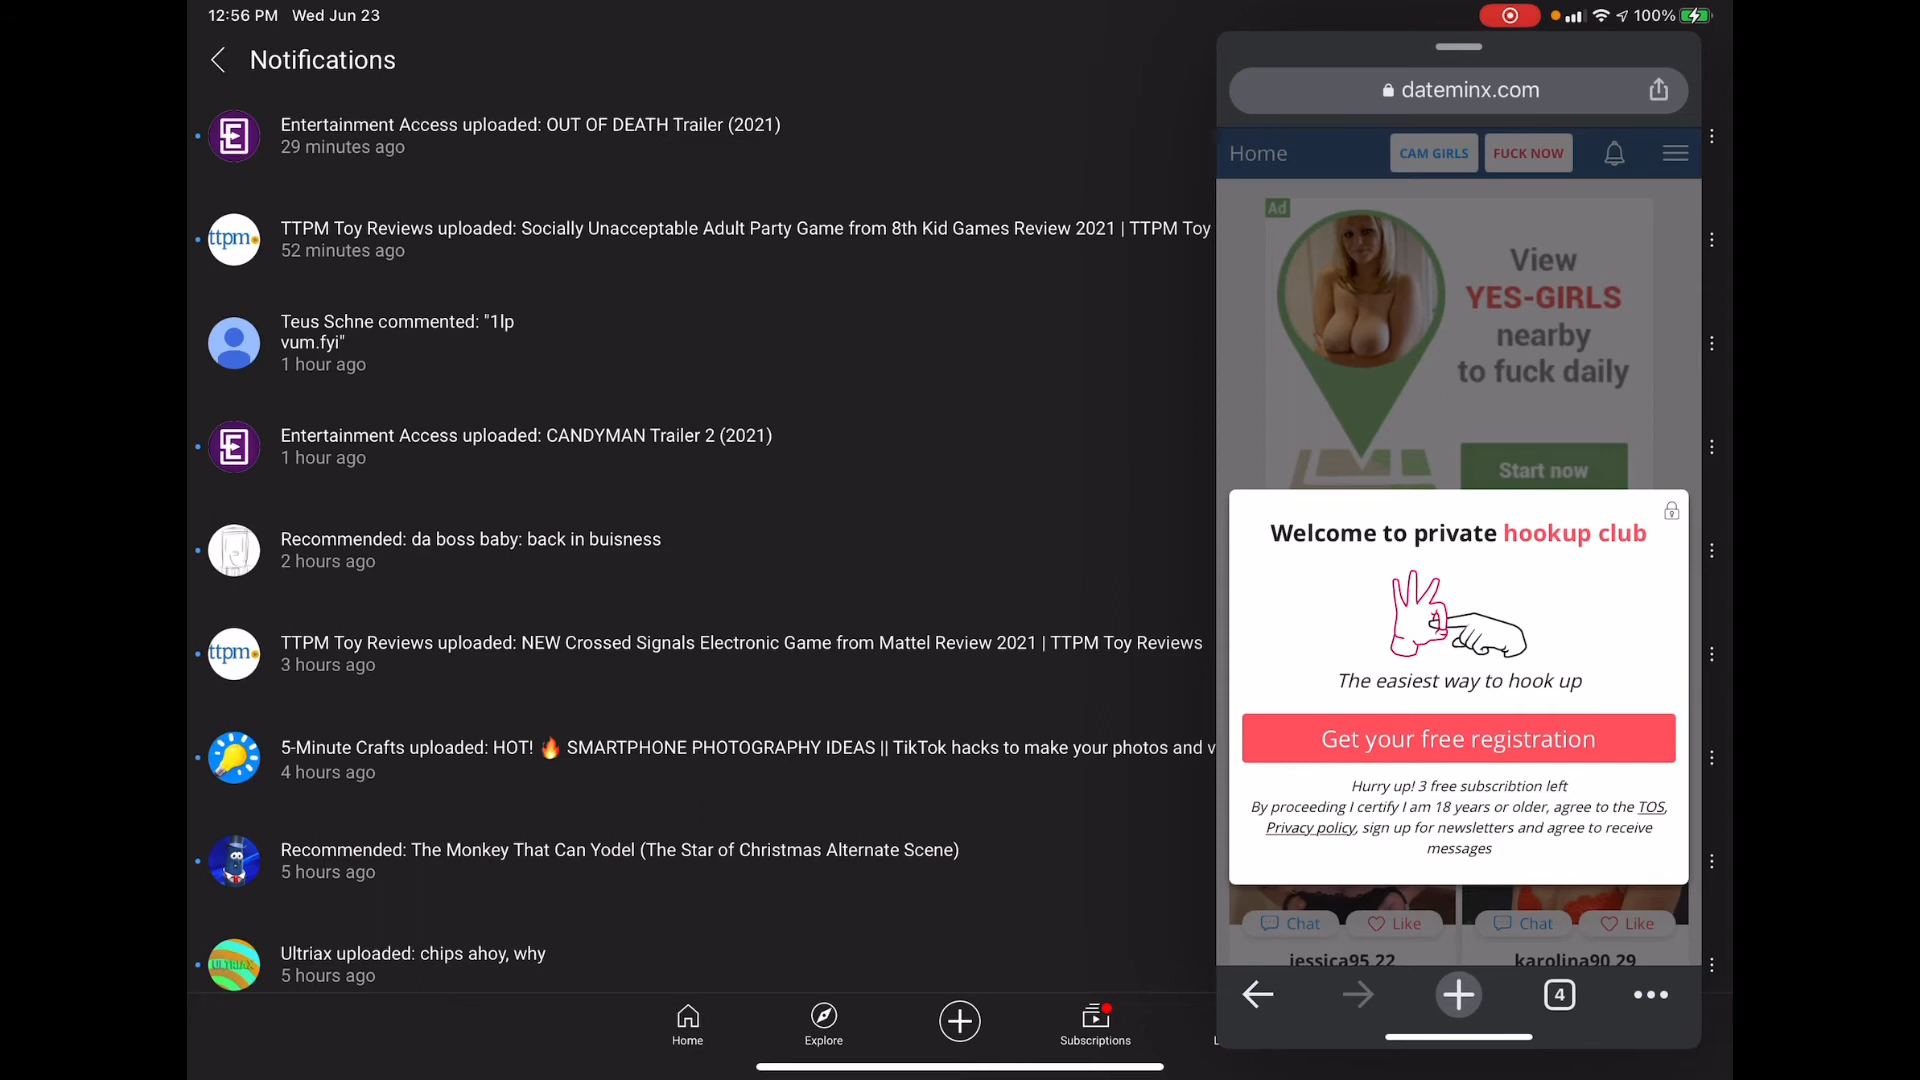 12:56 PM Wed Jun 23
100%
Notifications
Entertainment Access uploaded: OUT OF DEATH Trailer (2021)
29 minutes ago
ttpm
TTPM Toy Reviews uploaded: Socially Unacceptable Adult Party Game from 8th Kid Games Review 2021 | TTPM Toy
52 minutes ago
Teus Schne commented: "1lp
vum.fyi"
1 hour ago
Entertainment Access uploaded: CANDYMAN Trailer 2 (2021)
1 hour ago
Recommended: da boss baby: back in buisness
2 hours ago
ttpm
TTPM Toy Reviews uploaded: NEW Crossed Signals Electronic Game from Mattel Review 2021 | TTPM Toy Reviews
3 hours ago
5-Minute Crafts uploaded: HOT! 🔥 SMARTPHONE PHOTOGRAPHY IDEAS || TikTok hacks to make your photos and v
4 hours ago
Recommended: The Monkey That Can Yodel (The Star of Christmas Alternate Scene)
5 hours ago
ULTRIAX
Ultriax uploaded: chips ahoy, why
5 hours ago
Home
Explore
Subscriptions
L
dateminx.com
Home
CAM GIRLS
FUCK NOW
Ad
View
YES-GIRLS
nearby
to fuck daily
Start now
Welcome to private hookup club
The easiest way to hook up
Get your free registration
Hurry up! 3 free subscribtion left
By proceeding I certify I am 18 years or older, agree to the TOS,
Privacy policy, sign up for newsletters and agree to receive
messages
Chat Like Chat Like
jessica95 22 karolina90 29
4